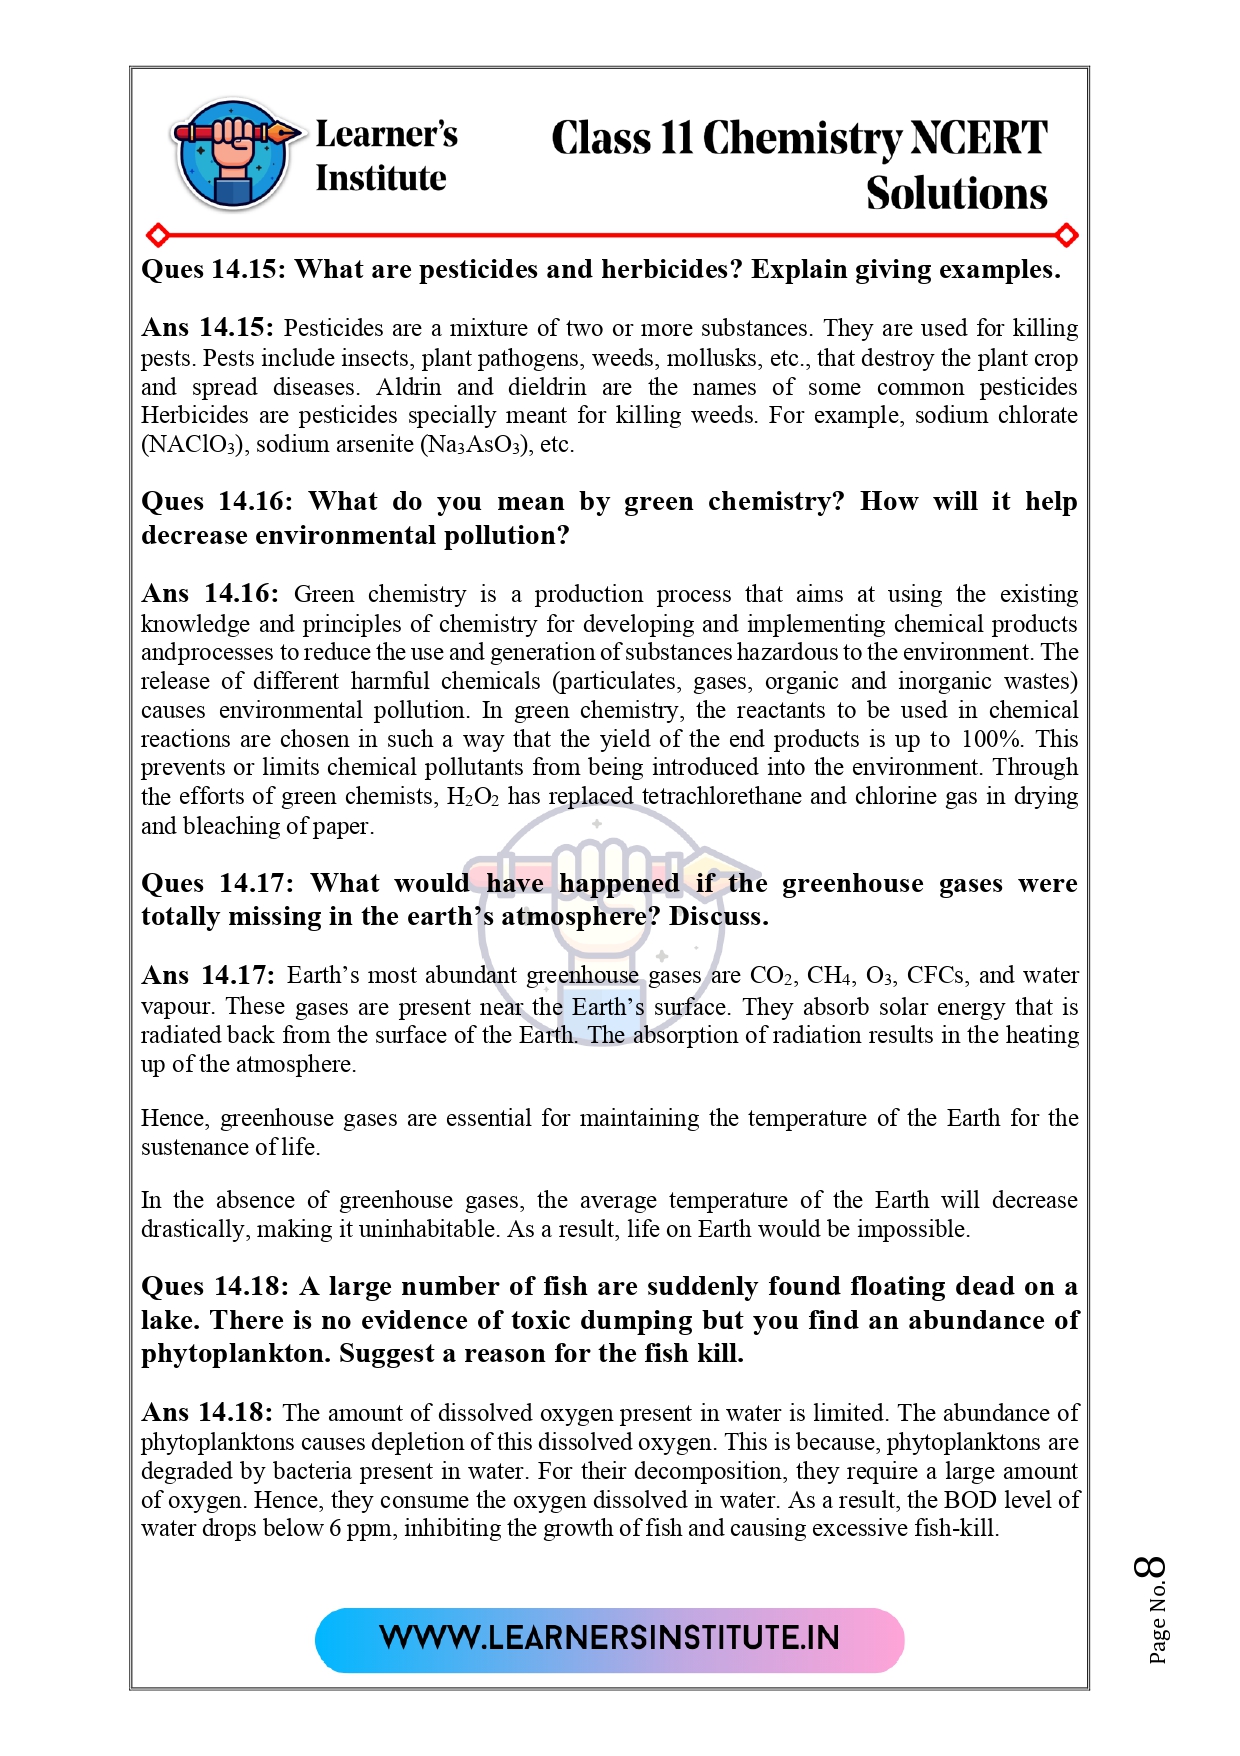 Learner’s
Institute
Class 11 Chemistry NCERT
Solutions
Ques 14.15: What are pesticides and herbicides? Explain giving examples.
Ans 14.15: Pesticides are a mixture of two or more substances. They are used for killing
pests. Pests include insects, plant pathogens, weeds, mollusks, etc., that destroy the plant crop
and spread diseases. Aldrin and dieldrin are the names of some common pesticides
Herbicides are pesticides specially meant for killing weeds. For example, sodium chlorate
(NAClO₃), sodium arsenite (Na₃AsO₃), etc.
Ques 14.16: What do you mean by green chemistry? How will it help
decrease environmental pollution?
Ans 14.16: Green chemistry is a production process that aims at using the existing
knowledge and principles of chemistry for developing and implementing chemical products
andprocesses to reduce the use and generation of substances hazardous to the environment. The
release of different harmful chemicals (particulates, gases, organic and inorganic wastes)
causes environmental pollution. In green chemistry, the reactants to be used in chemical
reactions are chosen in such a way that the yield of the end products is up to 100%. This
prevents or limits chemical pollutants from being introduced into the environment. Through
the efforts of green chemists, H₂O₂ has replaced tetrachlorethane and chlorine gas in drying
and bleaching of paper.
Ques 14.17: What would have happened if the greenhouse gases were
totally missing in the earth’s atmosphere? Discuss.
Ans 14.17: Earth’s most abundant greenhouse gases are CO₂, CH₄, O₃, CFCs, and water
vapour. These gases are present near the Earth’s surface. They absorb solar energy that is
radiated back from the surface of the Earth. The absorption of radiation results in the heating
up of the atmosphere.
Hence, greenhouse gases are essential for maintaining the temperature of the Earth for the
sustenance of life.
In the absence of greenhouse gases, the average temperature of the Earth will decrease
drastically, making it uninhabitable. As a result, life on Earth would be impossible.
Ques 14.18: A large number of fish are suddenly found floating dead on a
lake. There is no evidence of toxic dumping but you find an abundance of
phytoplankton. Suggest a reason for the fish kill.
Ans 14.18: The amount of dissolved oxygen present in water is limited. The abundance of
phytoplanktons causes depletion of this dissolved oxygen. This is because, phytoplanktons are
degraded by bacteria present in water. For their decomposition, they require a large amount
of oxygen. Hence, they consume the oxygen dissolved in water. As a result, the BOD level of
water drops below 6 ppm, inhibiting the growth of fish and causing excessive fish-kill.
Page No.8
WWW.LEARNERSINSTITUTE.IN